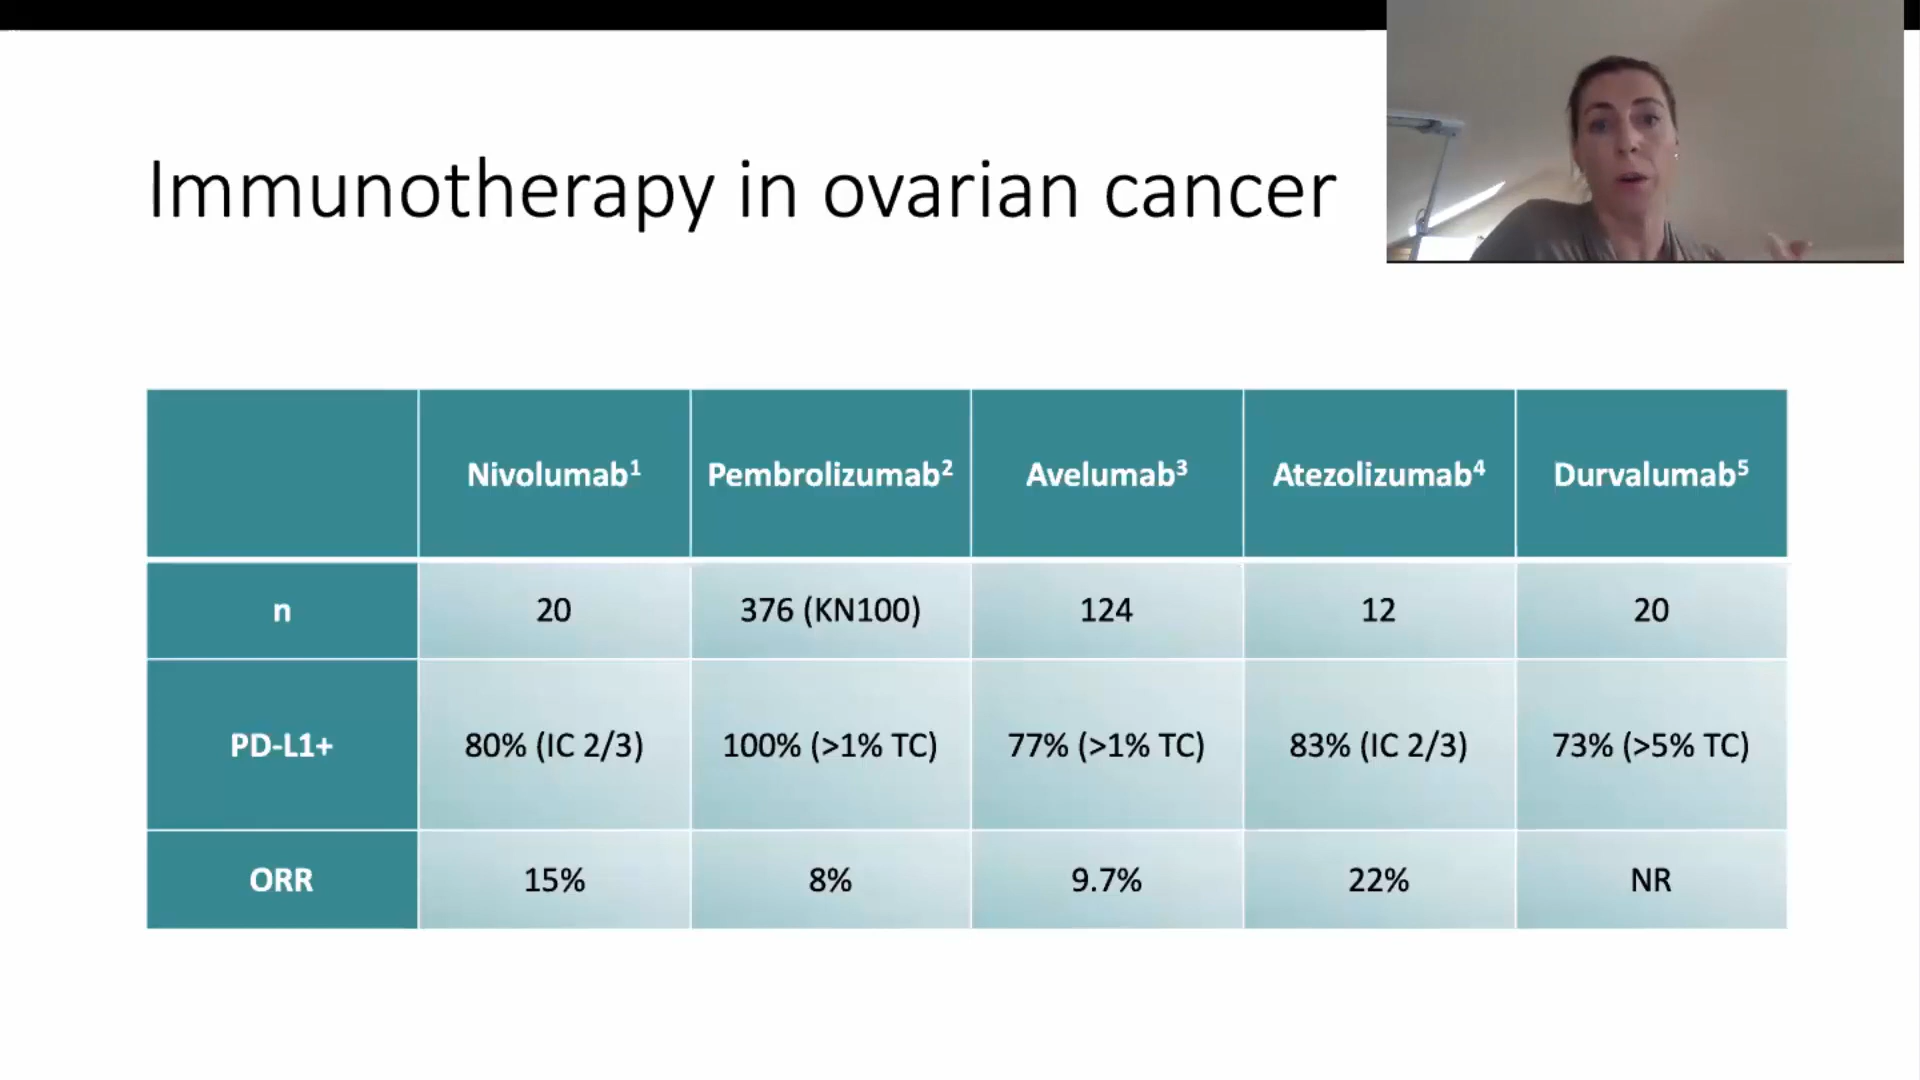 Immunotherapy in ovarian cancer
Nivolumab¹ Pembrolizumab² Avelumab³ Atezolizumab⁴ Durvalumab⁵
n 20 376 (KN100) 124 12 20
PD-L1+ 80% (IC 2/3) 100% (>1% TC) 77% (>1% TC) 83% (IC 2/3) 73% (>5% TC)
ORR 15% 8% 9.7% 22% NR